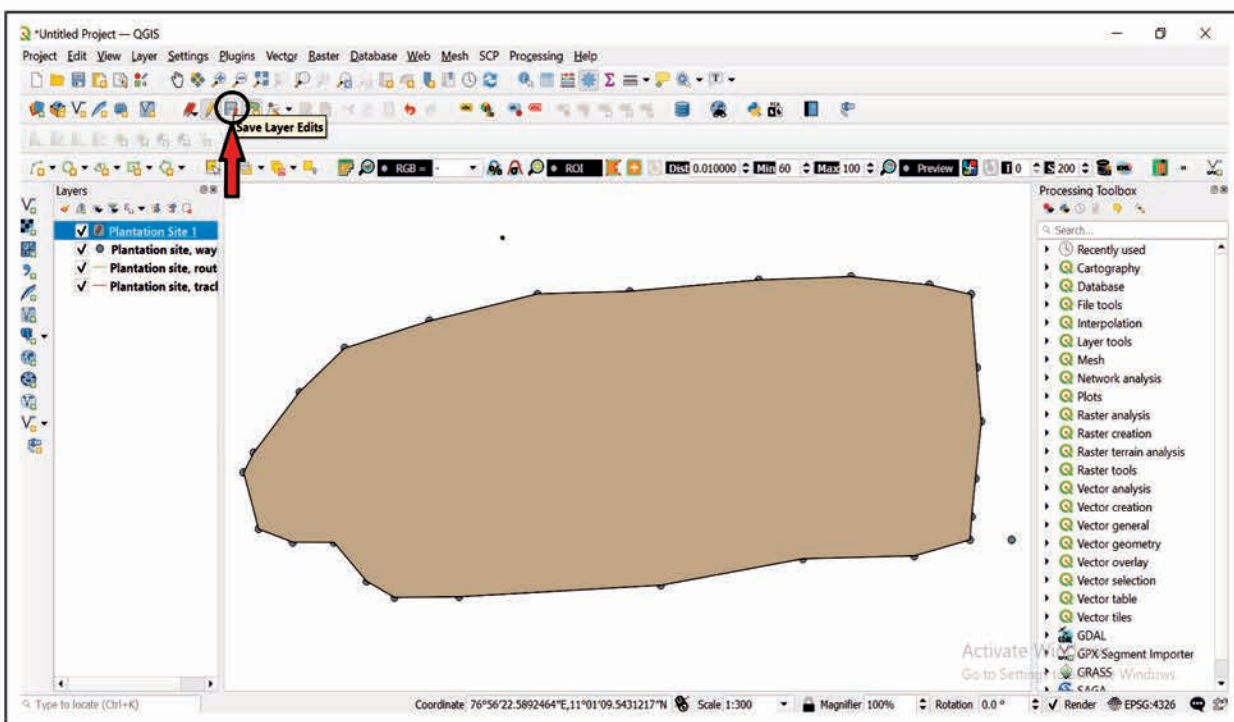 *Untitled Project — QGIS
Project Edit View Layer Settings Plugins Vector Raster Database Web Mesh SCP Processing Help
Save Layer Edits
RGB = - ROI Dist 0.010000 Min 60 Max 100 Preview T 0 S 200
Layers
Plantation Site 1
Plantation site, way
Plantation site, rout
Plantation site, tracl
Processing Toolbox
Search...
Recently used
Cartography
Database
File tools
Interpolation
Layer tools
Mesh
Network analysis
Plots
Raster analysis
Raster creation
Raster terrain analysis
Raster tools
Vector analysis
Vector creation
Vector general
Vector geometry
Vector overlay
Vector selection
Vector table
Vector tiles
GDAL
GPX Segment Importer
GRASS
SAGA
Activate
Go to Windows
Type to locate (Ctrl+K)
Coordinate 76°56'22.5892464"E,11°01'09.5431217"N Scale 1:300 Magnifier 100% Rotation 0.0 ° Render EPSG:4326